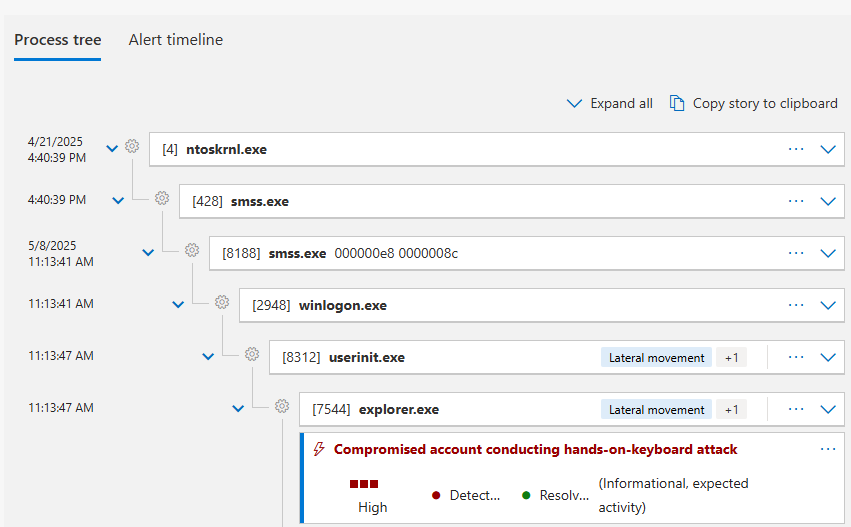 Process tree Alert timeline
Expand all Copy story to clipboard
4/21/2025
4:40:39 PM
[4] ntoskrnl.exe
4:40:39 PM [428] smss.exe
5/8/2025
11:13:41 AM
[8188] smss.exe 000000e8 0000008c
11:13:41 AM [2948] winlogon.exe
11:13:47 AM [8312] userinit.exe Lateral movement +1
11:13:47 AM [7544] explorer.exe Lateral movement +1
Compromised account conducting hands-on-keyboard attack
High
Detect...
Resolv...
(Informational, expected
activity)